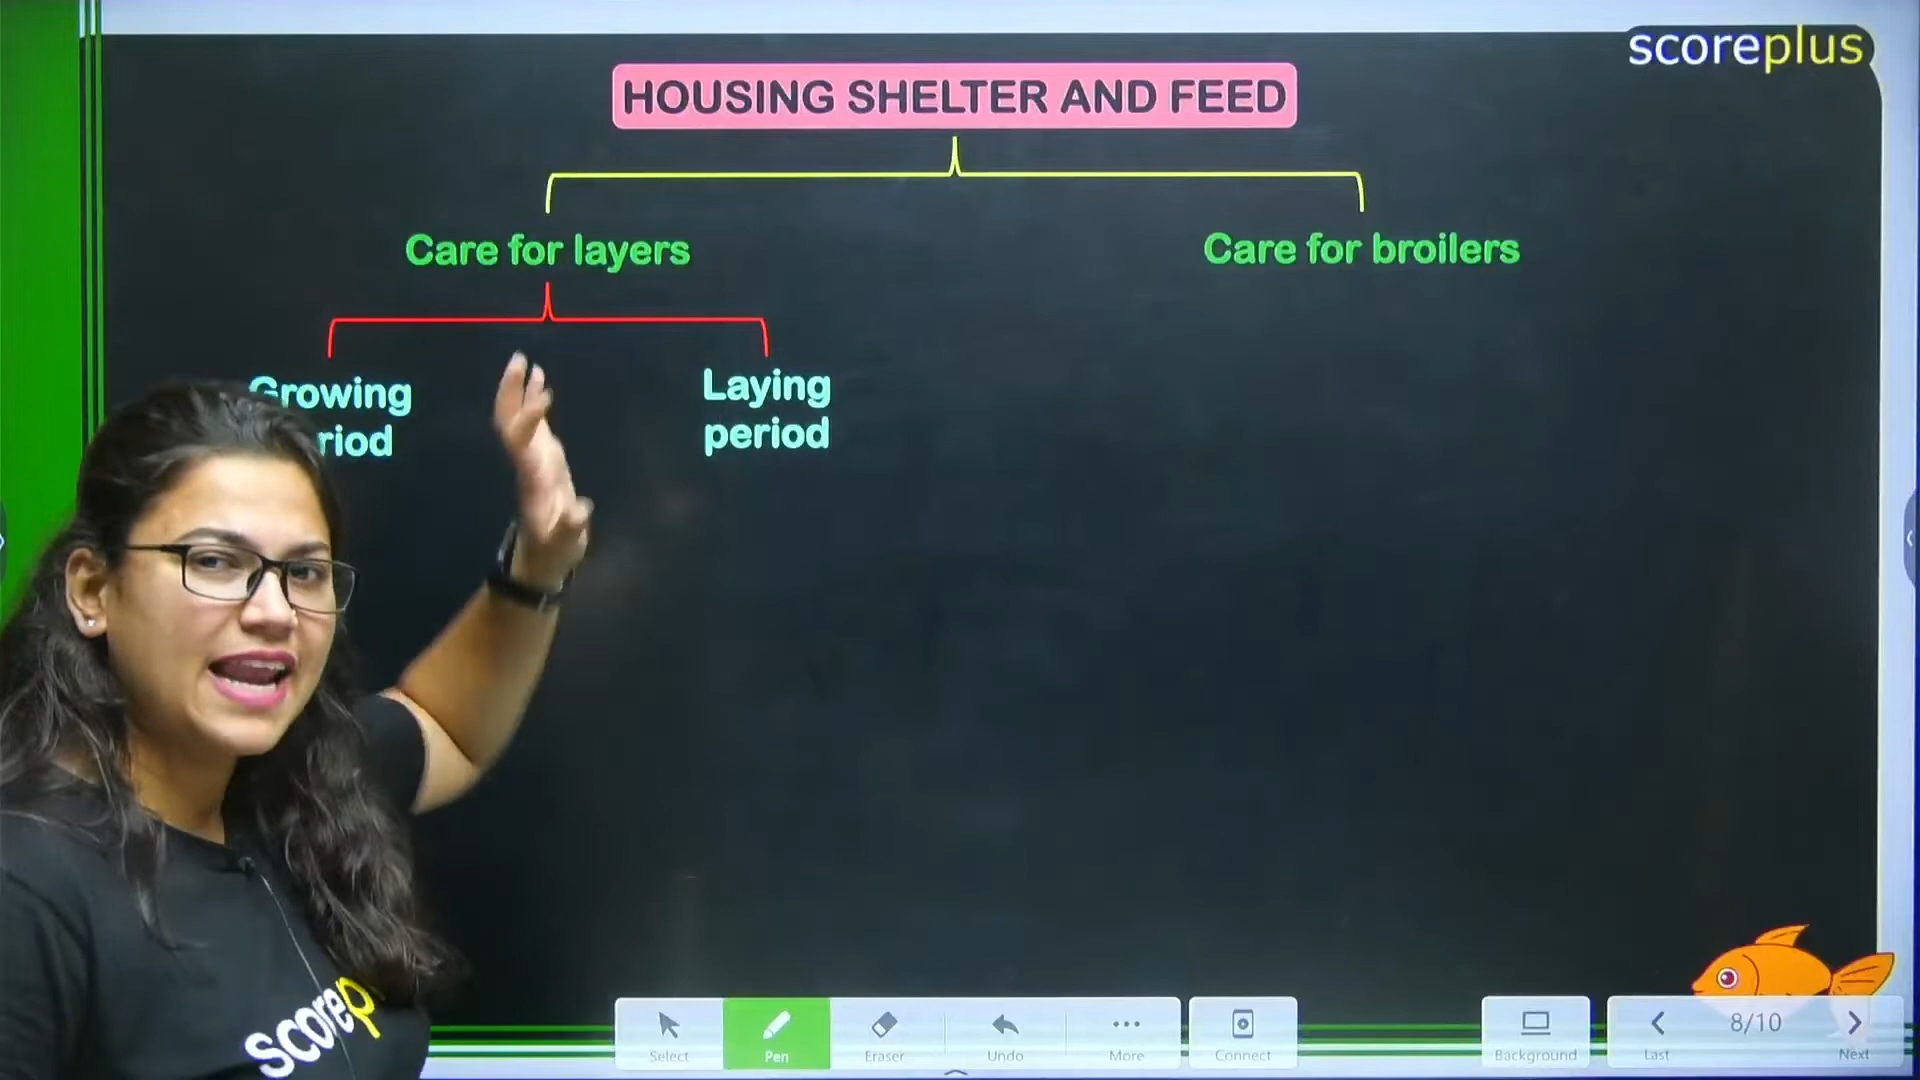 scoreplus
HOUSING SHELTER AND FEED
Care for layers
Care for broilers
Growing
Laying
period
Select
Pen
Eraser
Undo
More
Connect
Background
Last
8/10
Next